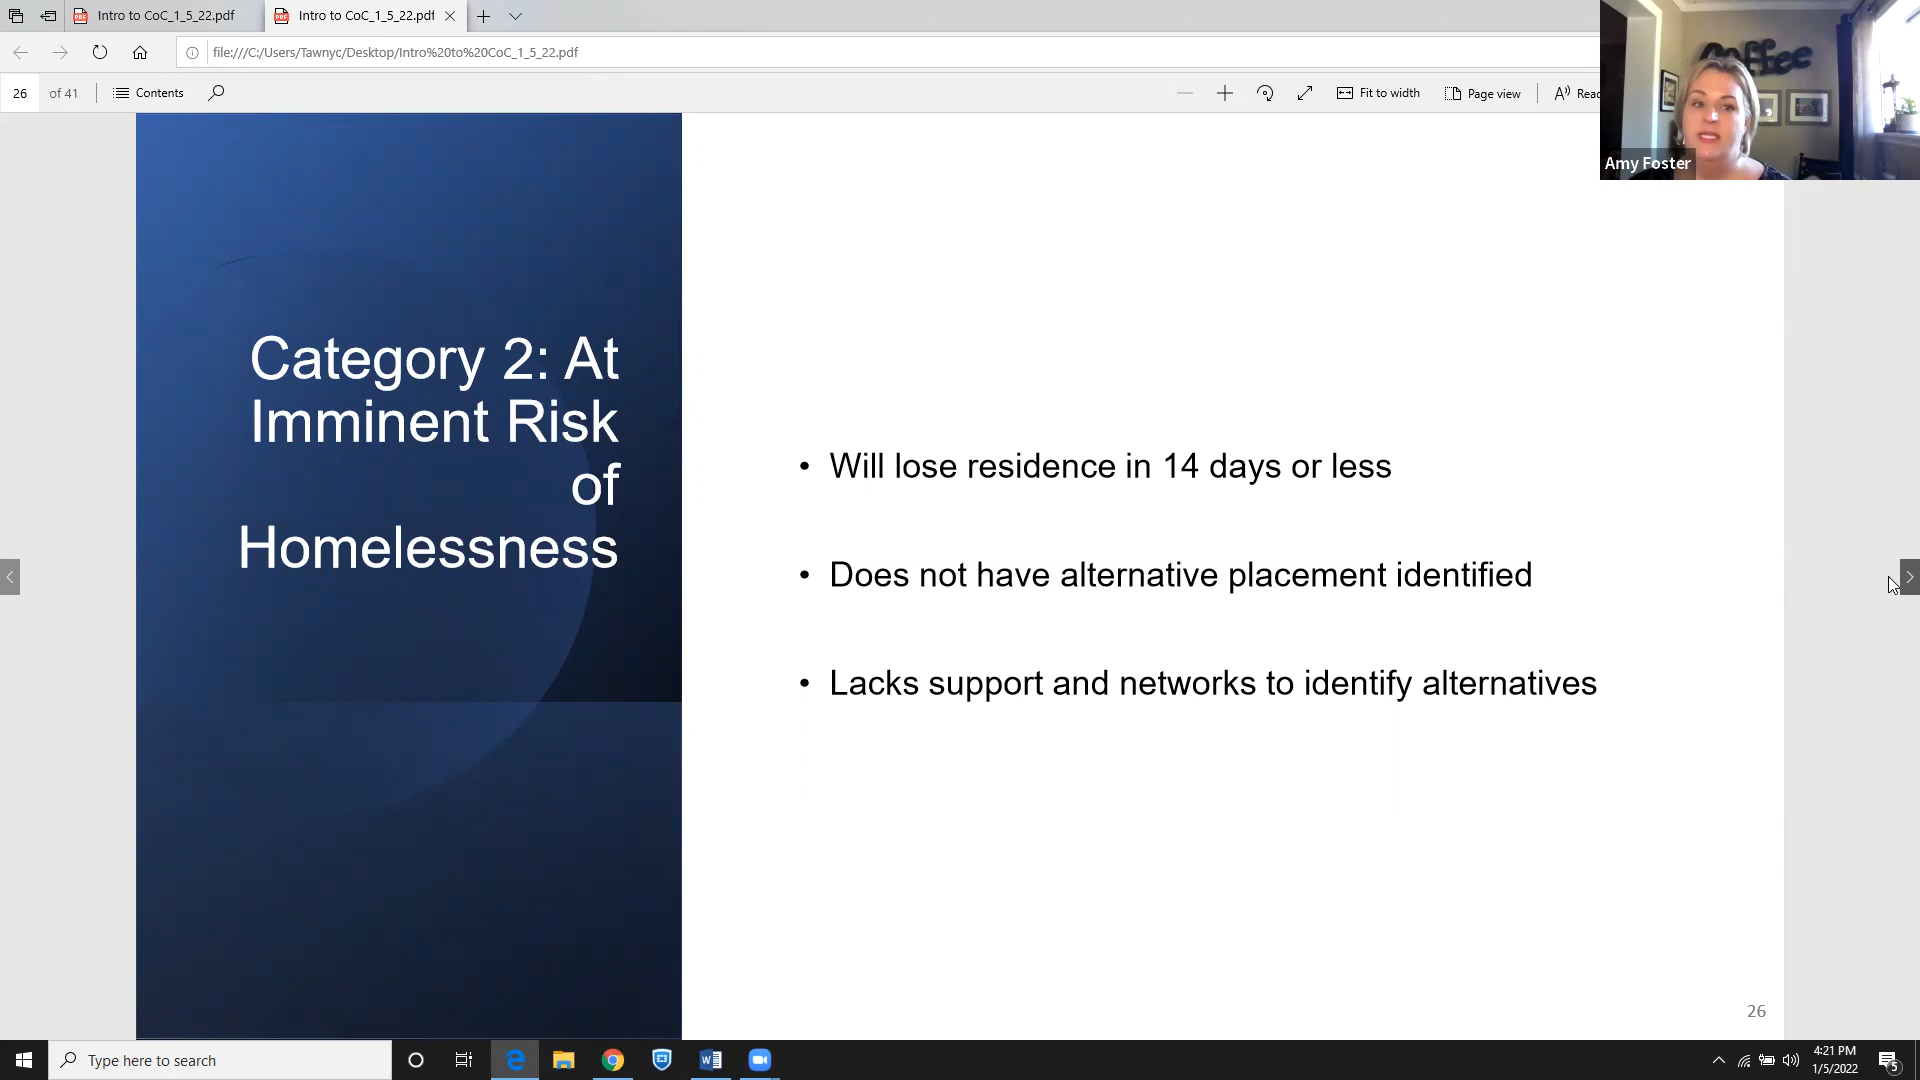 Intro to CoC_1_5_22.pdf
Intro to CoC_1_5_22.pdf
file:///C:/Users/Tawnyc/Desktop/Intro%20to%20CoC_1_5_22.pdf
26 of 41
Contents
Fit to width
Page view
Coffee
Amy Foster
Category 2: At
Imminent Risk
of
Homelessness
• Will lose residence in 14 days or less
• Does not have alternative placement identified
• Lacks support and networks to identify alternatives
26
Type here to search
4:21 PM
1/5/2022
5